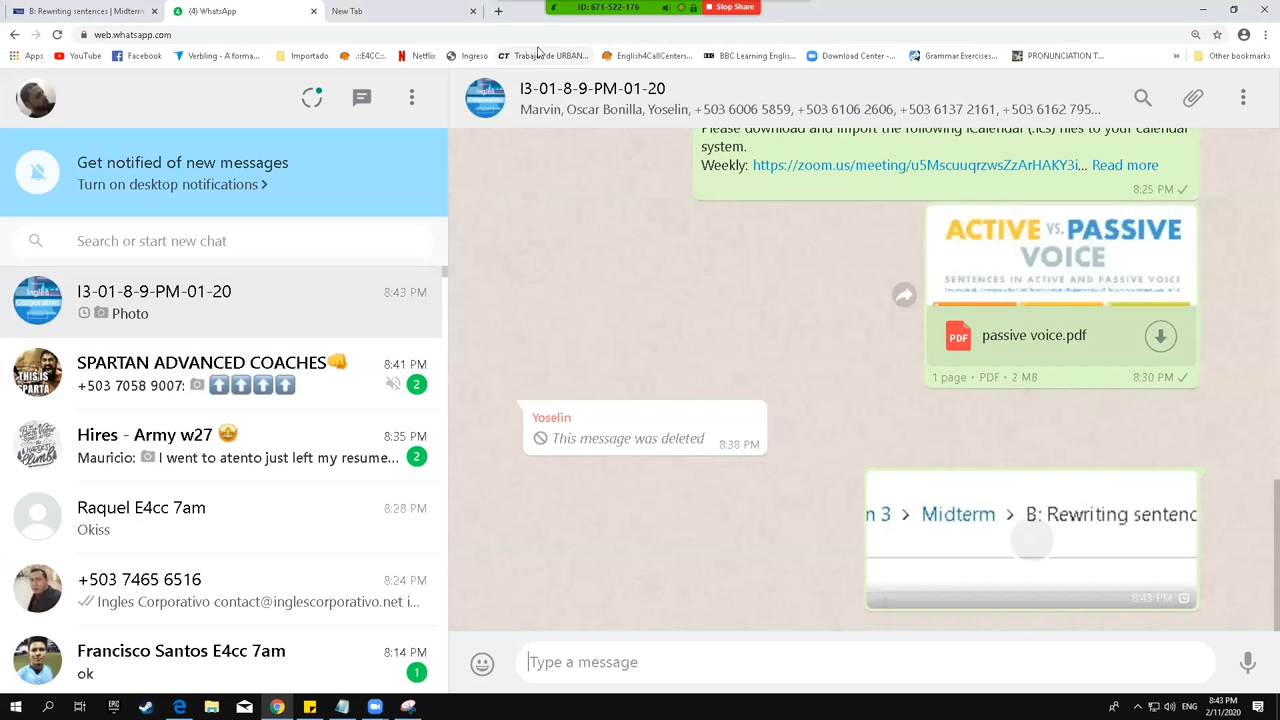 B: Rewriting sentences | Midterm
(4) WhatsApp
New Tab
ID: 671-522-176
Stop Share
web.whatsapp.com
Apps
YouTube
Facebook
Verbling - A forma...
Importado
.::E4CC::.
Netflix
Ingreso
Trabajo de URBAN...
English4CallCenters...
BBC Learning Englis...
Download Center -...
Grammar Exercises...
PRONUNCIATION T...
Other bookmarks
Get notified of new messages
Turn on desktop notifications >
Search or start new chat
I3-01-8-9-PM-01-20
8:43 PM
Photo
SPARTAN ADVANCED COACHES👊
8:41 PM
+503 7058 9007: ⬆⬆⬆⬆
2
Hires - Army w27 🤩
8:35 PM
Mauricio: I went to atento just left my resume...
2
Raquel E4cc 7am
8:28 PM
Okiss
+503 7465 6516
8:24 PM
Ingles Corporativo contact@inglescorporativo.net i...
Francisco Santos E4cc 7am
8:14 PM
ok
1
I3-01-8-9-PM-01-20
Marvin, Oscar Bonilla, Yoselin, +503 6006 5859, +503 6106 2606, +503 6137 2161, +503 6162 795...
Please download and import the following iCalendar (.ics) files to your calendar
system.
Weekly: https://zoom.us/meeting/u5MscuuqrzwsZzArHAKY3i... Read more
8:25 PM
ACTIVE VS. PASSIVE
VOICE
SENTENCES IN ACTIVE AND PASSIVE VOICE
PDF
passive voice.pdf
1 page • PDF • 2 MB
8:30 PM
Yoselin
This message was deleted
8:38 PM
n 3 > Midterm > B: Rewriting sentenc
8:43 PM
Type a message
ENG
8:43 PM
2/11/2020